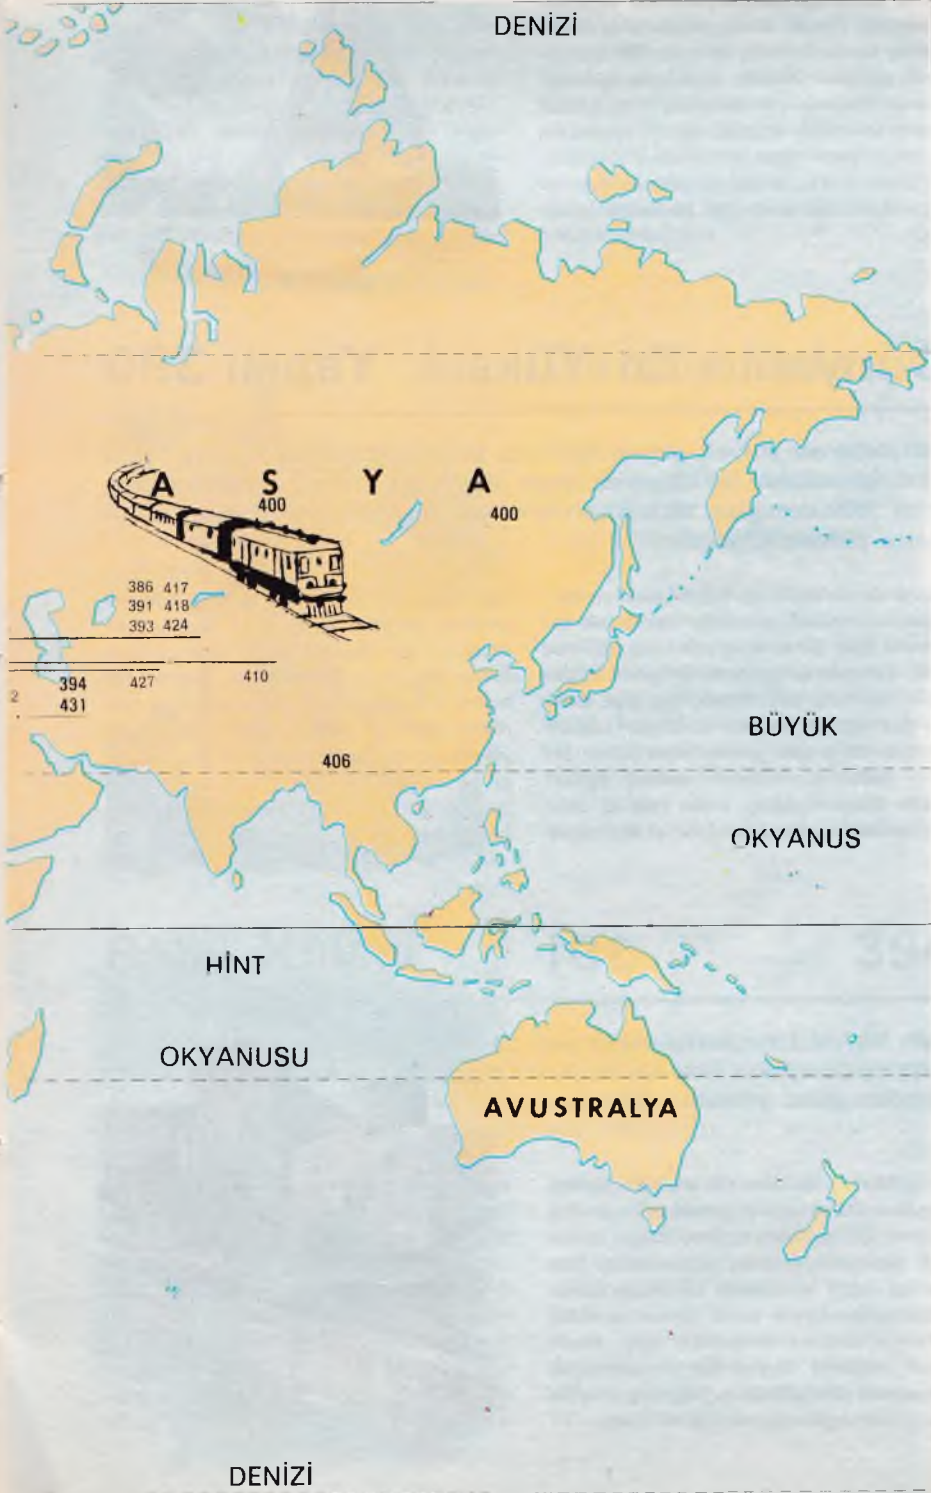 DENİZİ
A S Y A
400
400
386 417
391 418
393 424
394 427 410
2
431
BÜYÜK
406
OKYANUS
HİNT
OKYANUSU
AVUSTRALYA
DENİZİ